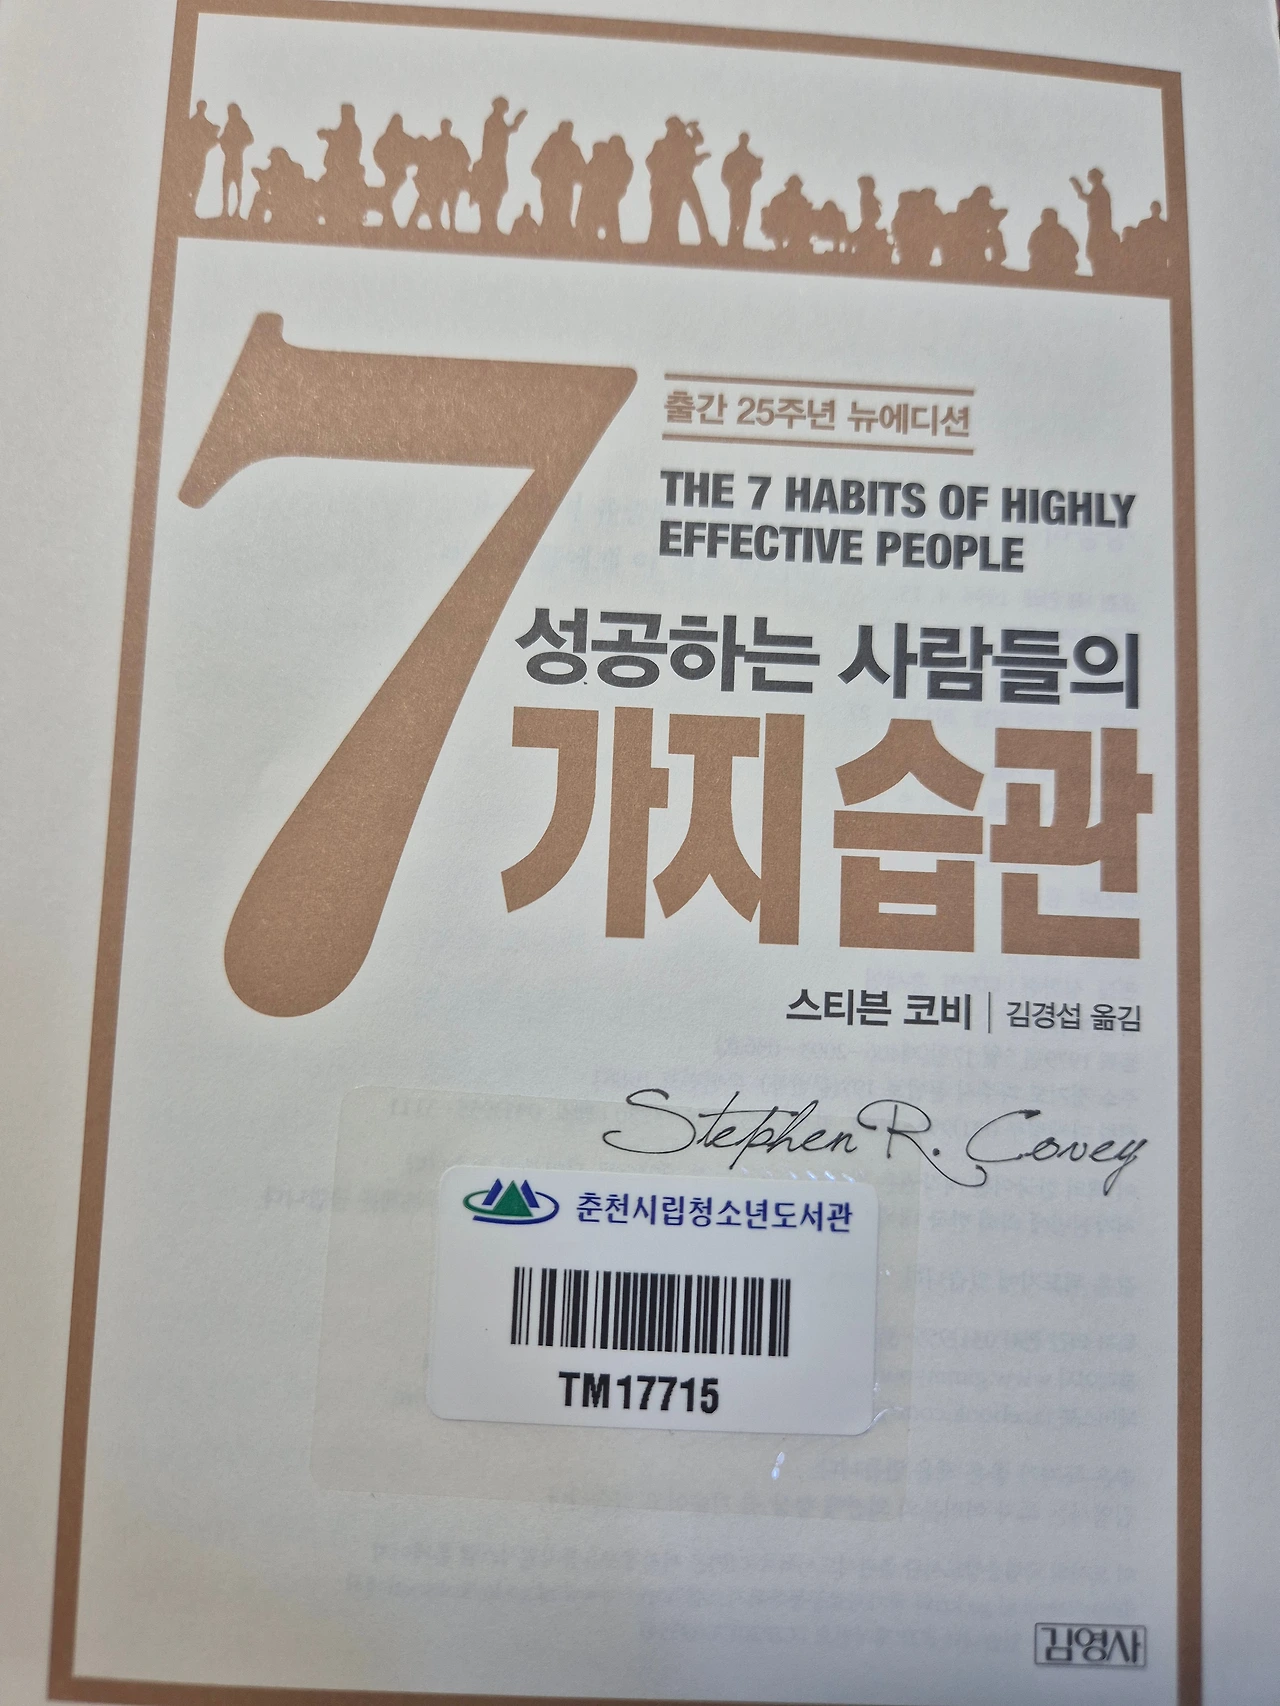 7
출간 25주년 뉴에디션
THE 7 HABITS OF HIGHLY
EFFECTIVE PEOPLE
성공하는 사람들의
가지 습관
스티븐 코비 | 김경섭 옮김
Stephen R. Covey
춘천시립청소년도서관
TM17715
김영사